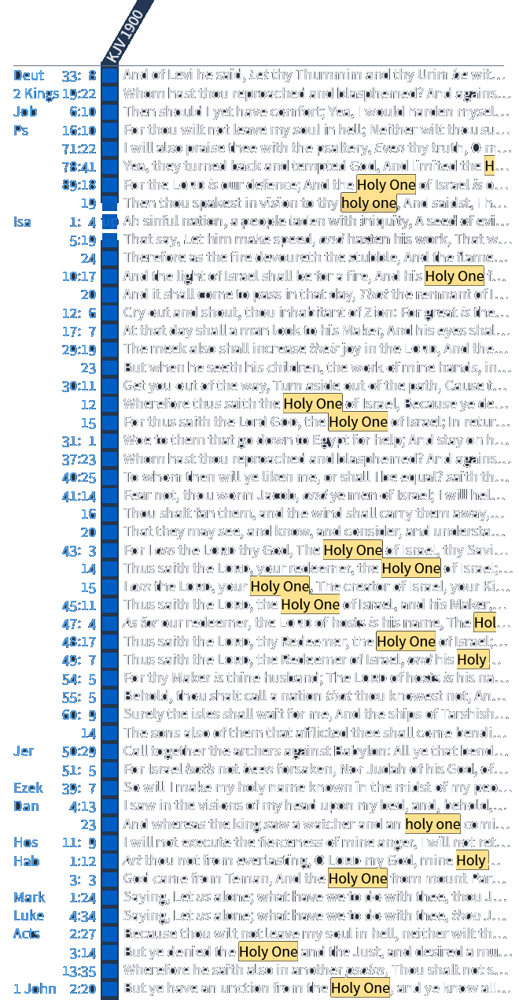 KJV 1900
Deut 33: 8 And of Levi he said, Let thy Thummim and thy Urim be wit…
2 Kings 19:22 Whom hast thou reproached and blasphemed? And agains…
Job 6:10 Then should I yet have comfort; Yea, I would harden mysel…
Ps 16:10 For thou wilt not leave my soul in hell; Neither wilt thou su…
71:22 I will also praise thee with the psaltery, Even thy truth, O m…
78:41 Yea, they turned back and tempted God, And limited the H…
89:18 For the LORD is our defence; And the Holy One of Israel is o…
19 Then thou spakest in vision to thy holy one, And saidst, I h…
Isa 1: 4 Ah sinful nation, a people laden with iniquity, A seed of evi…
5:19 That say, Let him make speed, and hasten his work, That w…
24 Therefore as the fire devoureth the stubble, And the flame…
10:17 And the light of Israel shall be for a fire, And his Holy One f…
20 And it shall come to pass in that day, That the remnant of I…
12: 6 Cry out and shout, thou inhabitant of Zion: For great is the…
17: 7 At that day shall a man look to his Maker, And his eyes shal…
29:19 The meek also shall increase their joy in the LORD, And the…
23 But when he seeth his children, the work of mine hands, in…
30:11 Get you out of the way, Turn aside out of the path, Cause t…
12 Wherefore thus saith the Holy One of Israel, Because ye de…
15 For thus saith the Lord GOD, the Holy One of Israel; In retur…
31: 1 Woe to them that go down to Egypt for help; And stay on h…
37:23 Whom hast thou reproached and blasphemed? And agains…
40:25 To whom then will ye liken me, or shall I be equal? saith th…
41:14 Fear not, thou worm Jacob, and ye men of Israel; I will hel…
16 Thou shalt fan them, and the wind shall carry them away,…
20 That they may see, and know, and consider, and understa…
43: 3 For I am the LORD thy God, The Holy One of Israel, thy Savi…
14 Thus saith the LORD, your redeemer, the Holy One of Israel;…
15 I am the LORD, your Holy One, The creator of Israel, your Ki…
45:11 Thus saith the LORD, the Holy One of Israel, and his Maker,…
47: 4 As for our redeemer, the LORD of hosts is his name, The Hol…
48:17 Thus saith the LORD, thy Redeemer, the Holy One of Israel;…
49: 7 Thus saith the LORD, the Redeemer of Israel, and his Holy…
54: 5 For thy Maker is thine husband; The LORD of hosts is his na…
55: 5 Behold, thou shalt call a nation that thou knowest not, An…
60: 9 Surely the isles shall wait for me, And the ships of Tarshish…
14 The sons also of them that afflicted thee shall come bendi…
Jer 50:29 Call together the archers against Babylon: All ye that bend…
51: 5 For Israel hath not been forsaken, Nor Judah of his God, of…
Ezek 39: 7 So will I make my holy name known in the midst of my peo…
Dan 4:13 I saw in the visions of my head upon my bed, and, behold,…
23 And whereas the king saw a watcher and an holy one comi…
Hos 11: 9 I will not execute the fierceness of mine anger, I will not ret…
Hab 1:12 Art thou not from everlasting, O LORD my God, mine Holy…
3: 3 God came from Teman, And the Holy One from mount Par…
Mark 1:24 Saying, Let us alone; what have we to do with thee, thou J…
Luke 4:34 Saying, Let us alone; what have we to do with thee, thou J…
Acts 2:27 Because thou wilt not leave my soul in hell, neither wilt th…
3:14 But ye denied the Holy One and the Just, and desired a mu…
13:35 Wherefore he saith also in another psalm, Thou shalt not s…
1 John 2:20 But ye have an unction from the Holy One, and ye know all…